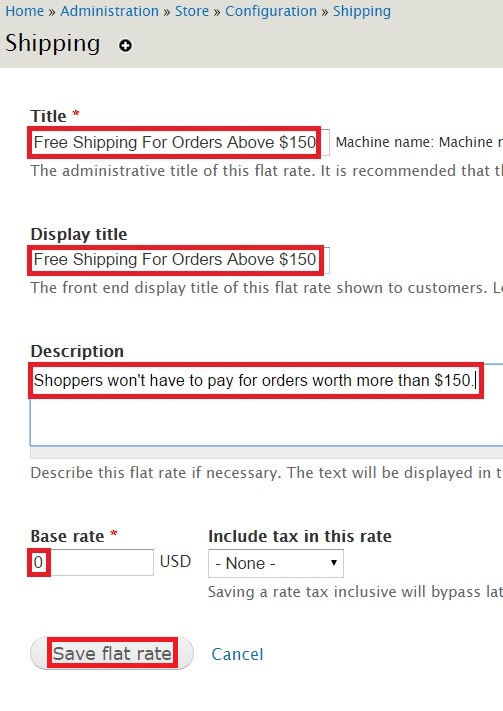 Home » Administration » Store » Configuration » Shipping
Shipping
Title *
Free Shipping For Orders Above $150 Machine name: Machine
The administrative title of this flat rate. It is recommended that
Display title
Free Shipping For Orders Above $150
The front end display title of this flat rate shown to customers.
Description
Shoppers won't have to pay for orders worth more than $150.
Describe this flat rate if necessary. The text will be displayed in
Base rate * Include tax in this rate
0 USD - None -
Saving a rate tax inclusive will bypass
Save flat rate Cancel